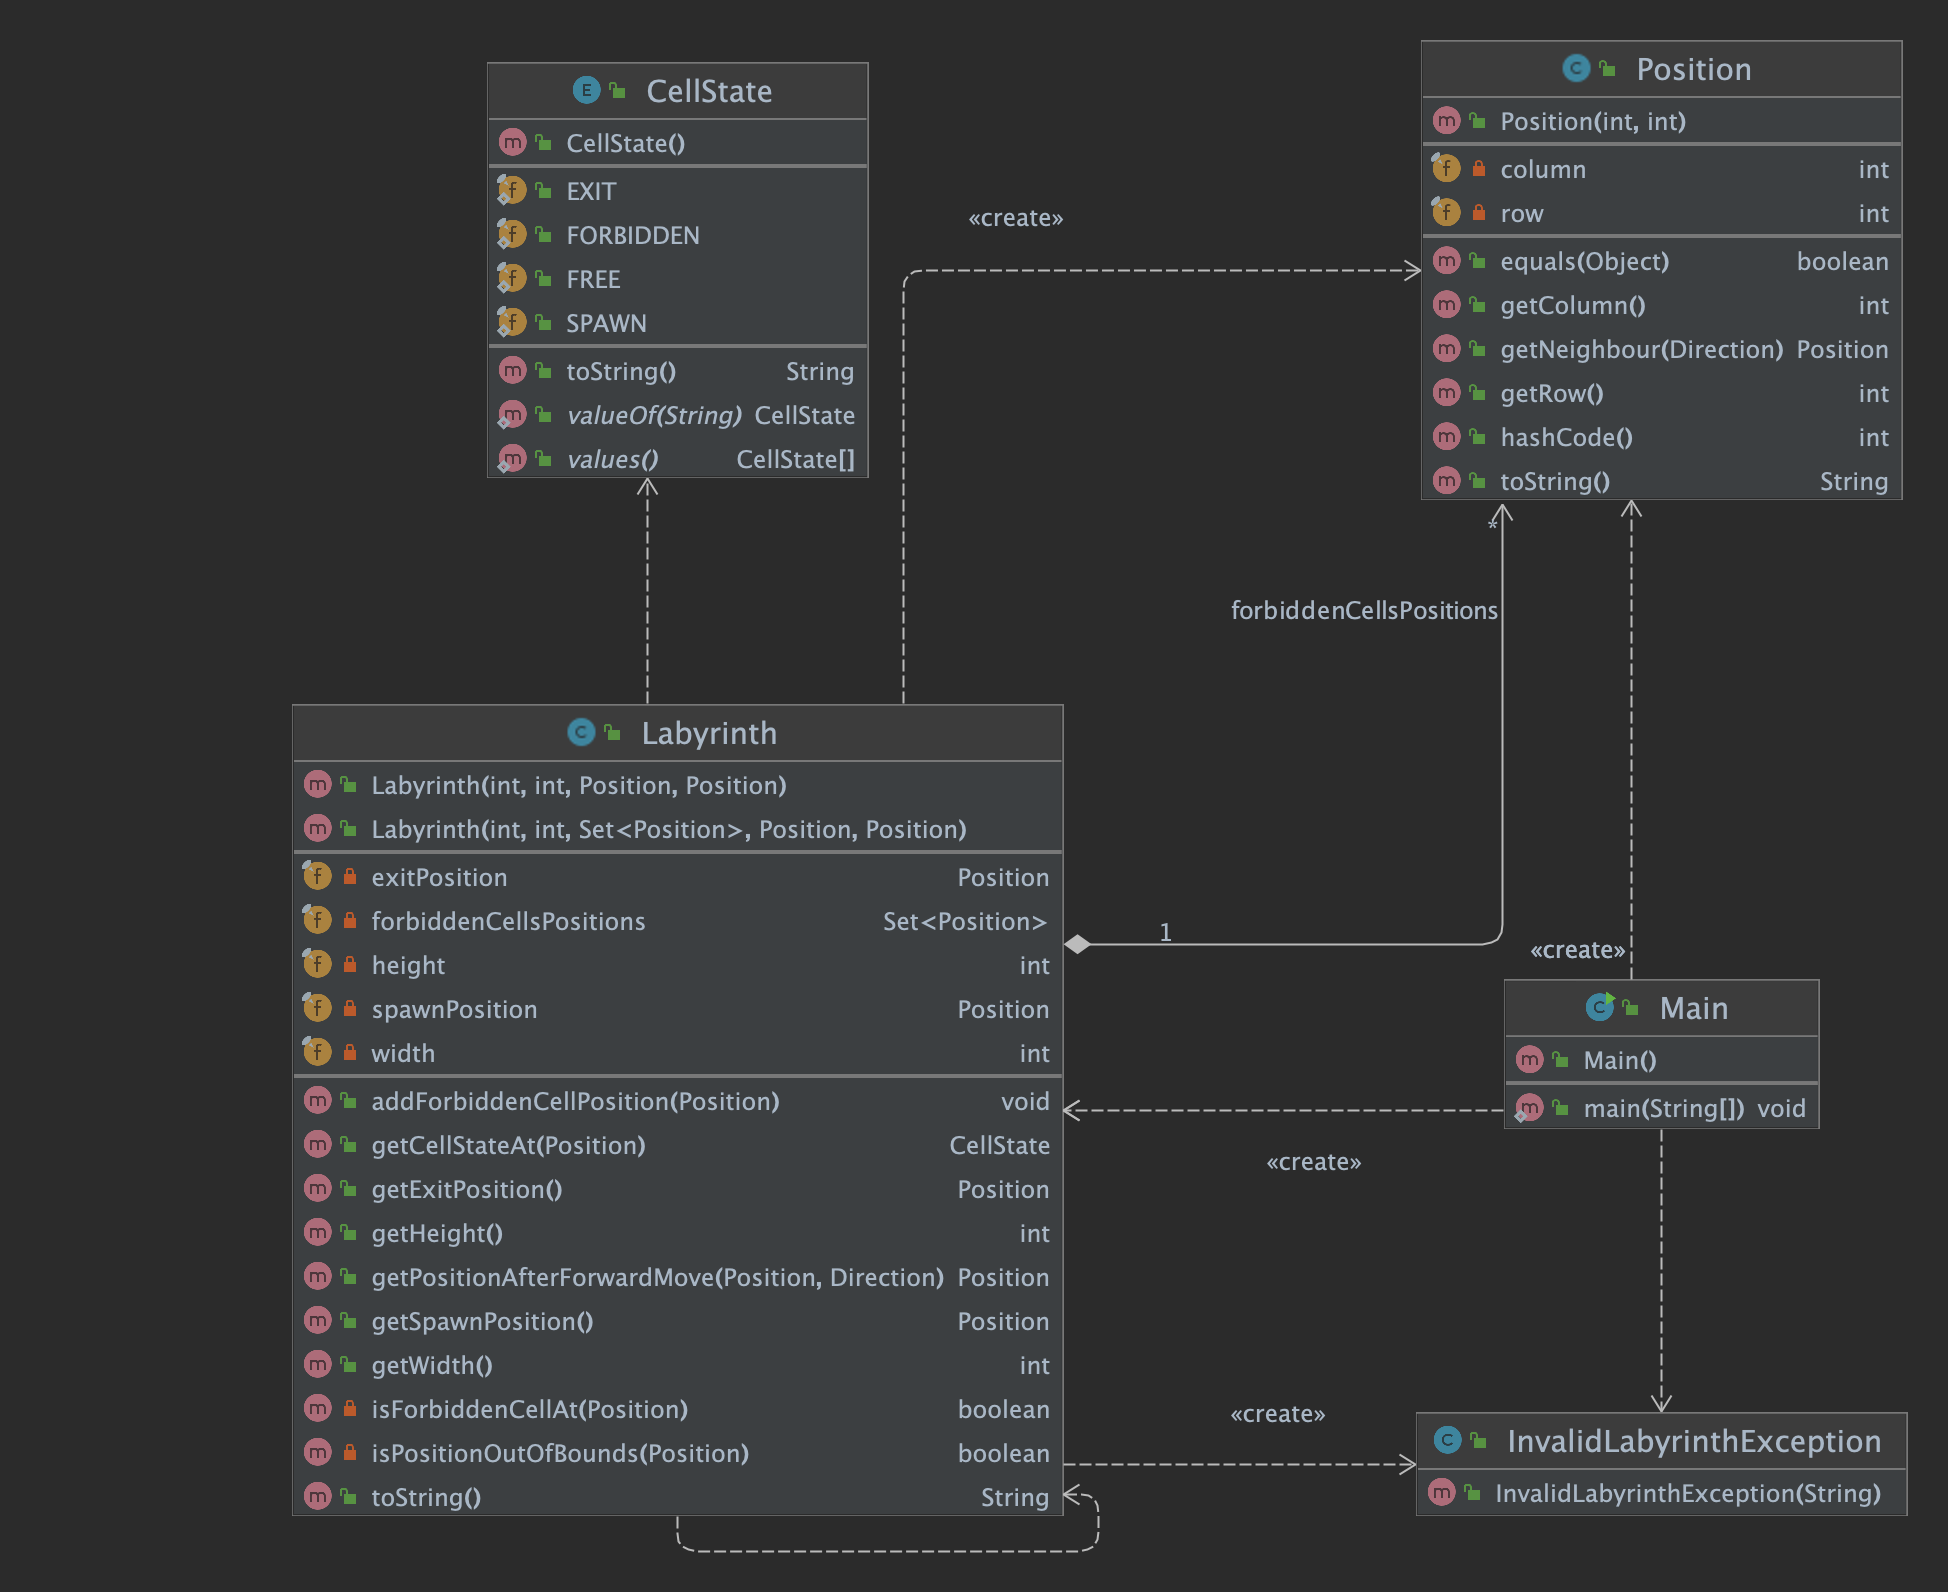 CellState
CellState()
EXIT
FORBIDDEN
FREE
SPAWN
toString() String
valueOf(String) CellState
values() CellState[]
«create»
Position
Position(int, int)
column int
row int
equals(Object) boolean
getColumn() int
getNeighbour(Direction) Position
getRow() int
hashCode() int
toString() String
*
forbiddenCellsPositions
Labyrinth
Labyrinth(int, int, Position, Position)
Labyrinth(int, int, Set<Position>, Position, Position)
exitPosition Position
forbiddenCellsPositions Set<Position>
height int
spawnPosition Position
width int
addForbiddenCellPosition(Position) void
getCellStateAt(Position) CellState
getExitPosition() Position
getHeight() int
getPositionAfterForwardMove(Position, Direction) Position
getSpawnPosition() Position
getWidth() int
isForbiddenCellAt(Position) boolean
isPositionOutOfBounds(Position) boolean
toString() String
1
«create»
Main
Main()
main(String[]) void
«create»
«create»
InvalidLabyrinthException
InvalidLabyrinthException(String)